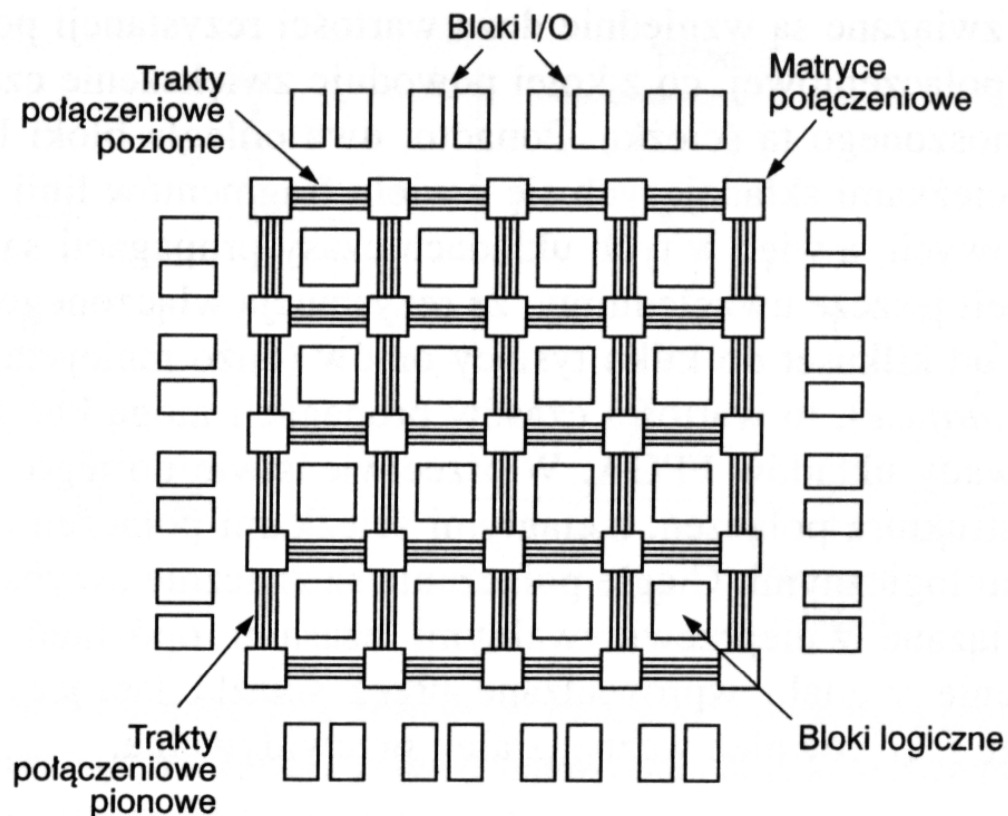 Bloki I/O
Trakty
połączeniowe
poziome
Matryce
połączeniowe
Trakty
połączeniowe
pionowe
Bloki logiczne